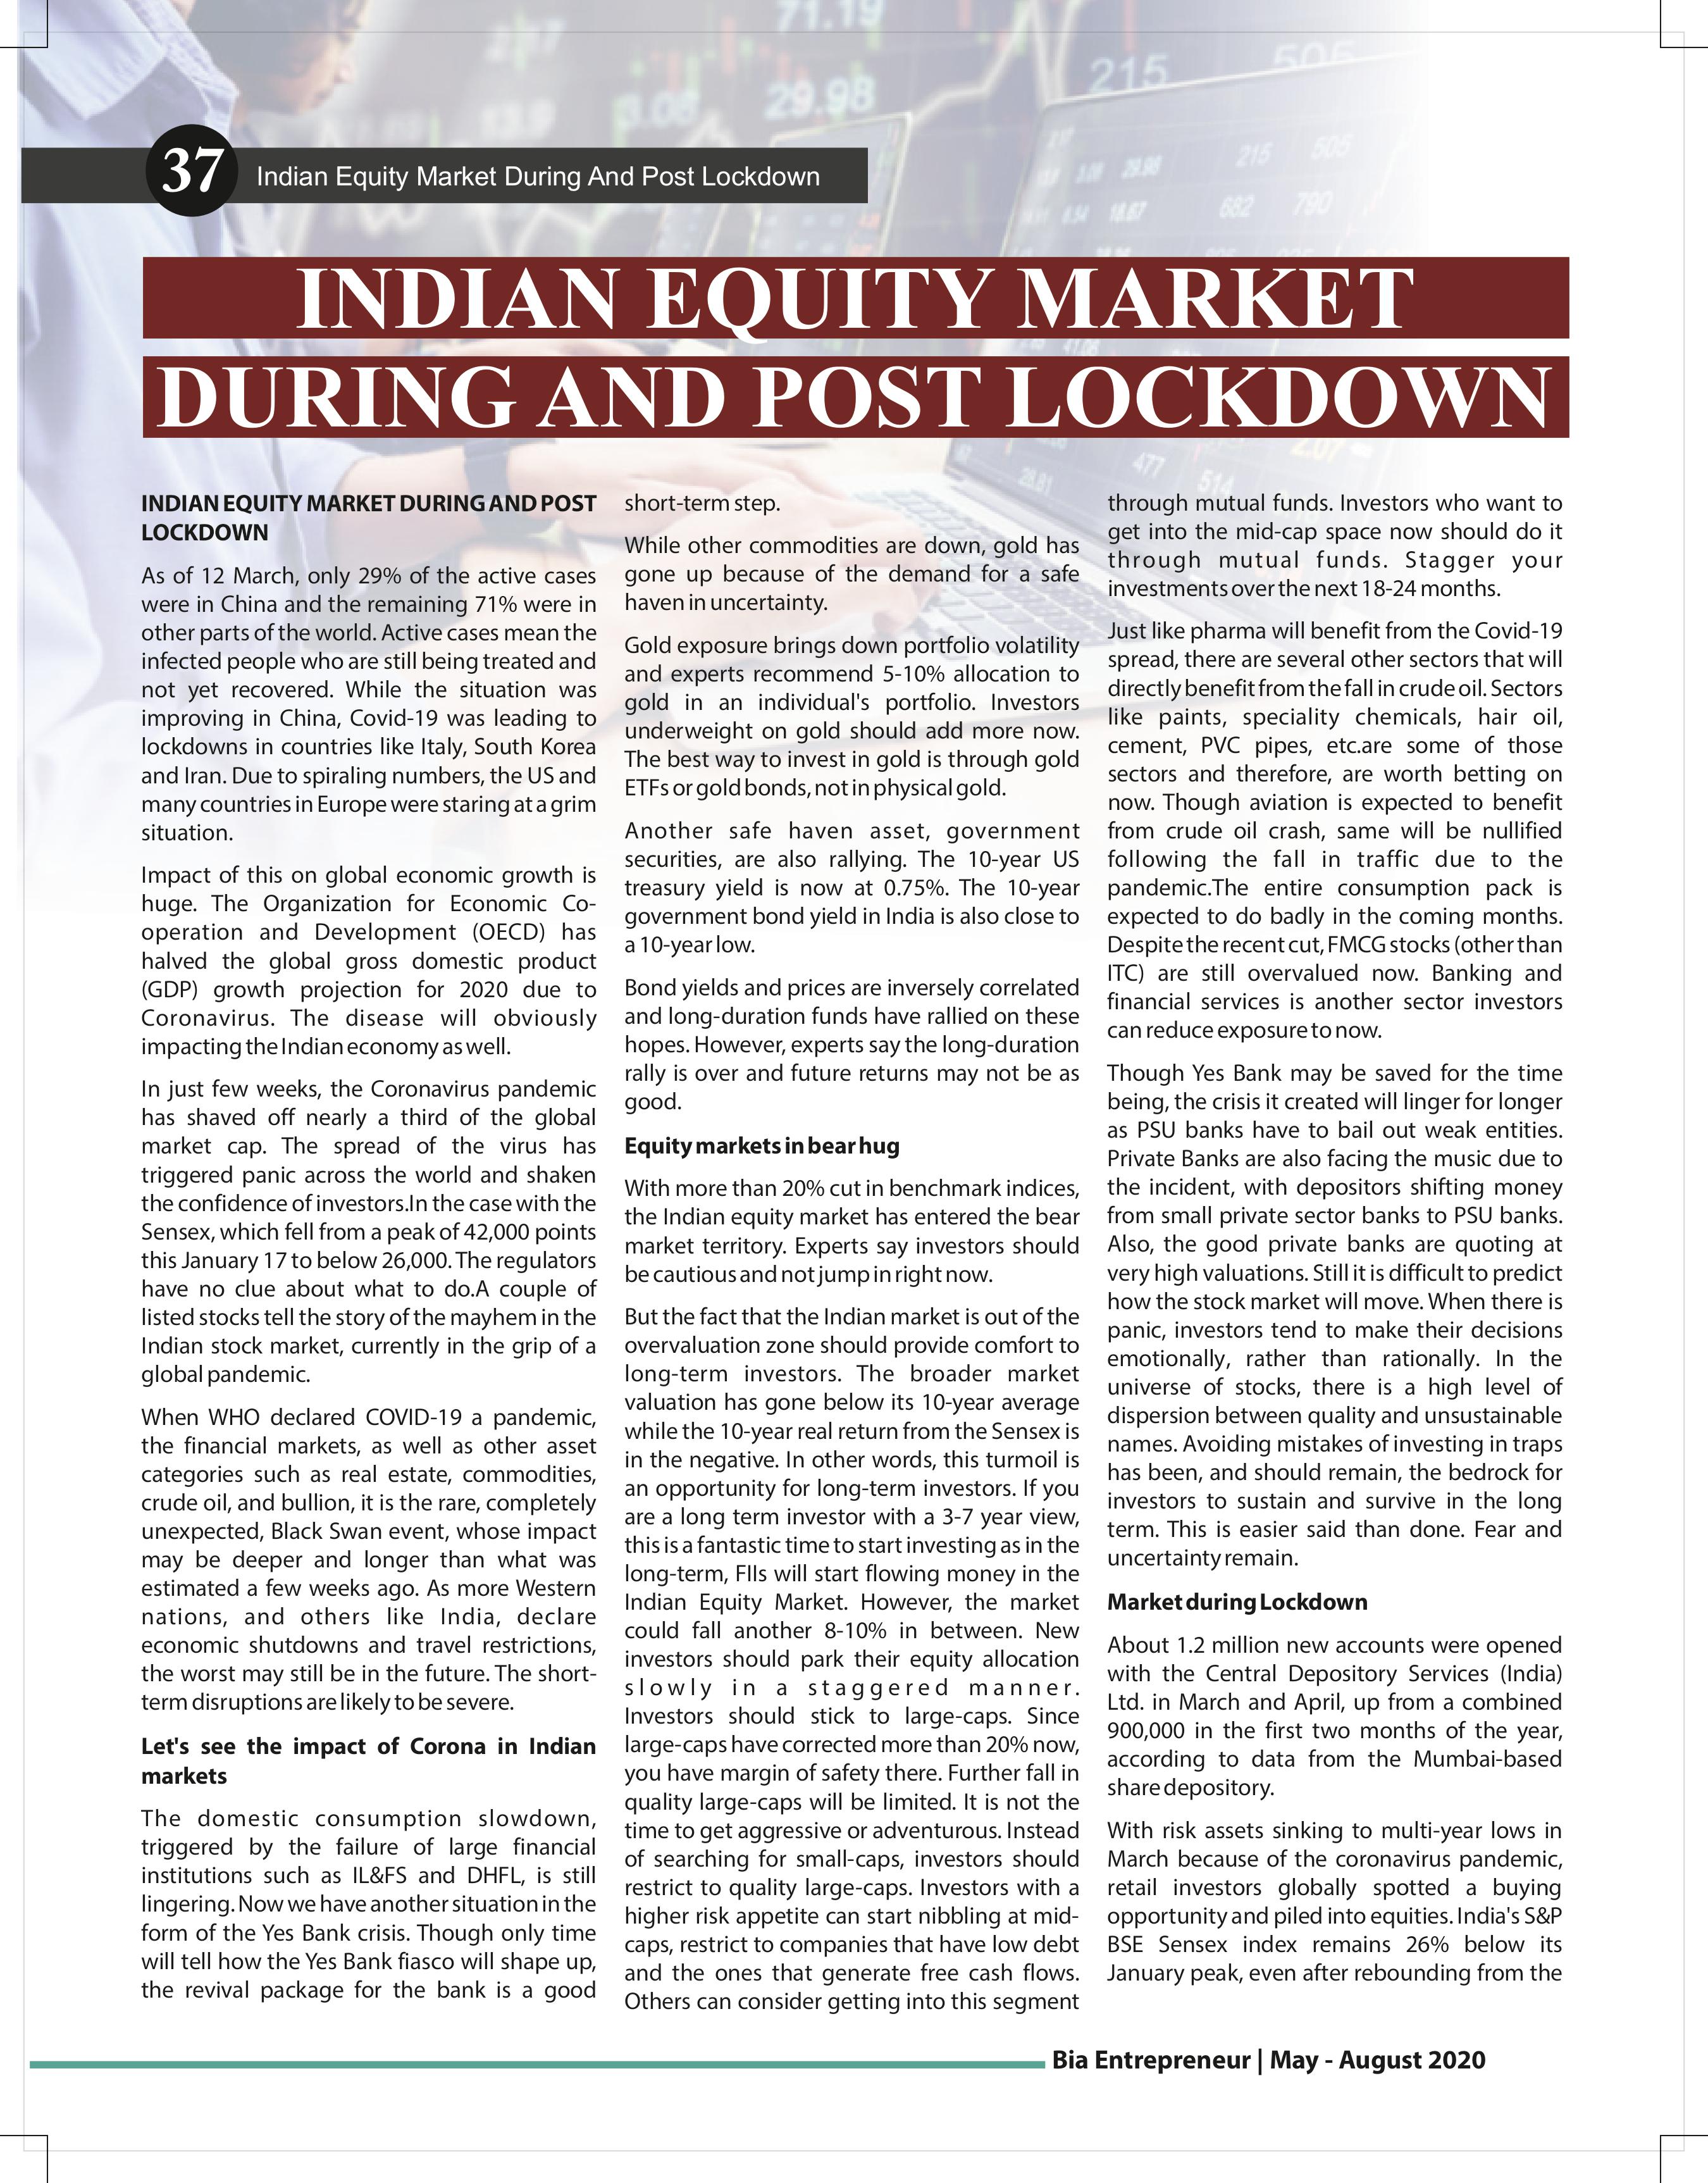 71.19
2.17
215
505
29.98
3.08
13.9
215 505
3.08 29.98
682 790
6.54 18.67
37
Indian Equity Market During And Post Lockdown
INDIAN EQUITY MARKET
DURING AND POST LOCKDOWN
2.07
477
514
28.81
INDIAN EQUITY MARKET DURING AND POST
LOCKDOWN
As of 12 March, only 29% of the active cases
were in China and the remaining 71% were in
other parts of the world. Active cases mean the
infected people who are still being treated and
not yet recovered. While the situation was
improving in China, Covid-19 was leading to
lockdowns in countries like Italy, South Korea
and Iran. Due to spiraling numbers, the US and
many countries in Europe were staring at a grim
situation.
Impact of this on global economic growth is
huge. The Organization for Economic Co-
operation and Development (OECD) has
halved the global gross domestic product
(GDP) growth projection for 2020 due to
Coronavirus. The disease will obviously
impacting the Indian economy as well.
In just few weeks, the Coronavirus pandemic
has shaved off nearly a third of the global
market cap. The spread of the virus has
triggered panic across the world and shaken
the confidence of investors.In the case with the
Sensex, which fell from a peak of 42,000 points
this January 17 to below 26,000. The regulators
have no clue about what to do.A couple of
listed stocks tell the story of the mayhem in the
Indian stock market, currently in the grip of a
global pandemic.
When WHO declared COVID-19 a pandemic,
the financial markets, as well as other asset
categories such as real estate, commodities,
crude oil, and bullion, it is the rare, completely
unexpected, Black Swan event, whose impact
may be deeper and longer than what was
estimated a few weeks ago. As more Western
nations, and others like India, declare
economic shutdowns and travel restrictions,
the worst may still be in the future. The short-
term disruptions are likely to be severe.
Let's see the impact of Corona in Indian
markets
The domestic consumption slowdown,
triggered by the failure of large financial
institutions such as IL&FS and DHFL, is still
lingering. Now we have another situation in the
form of the Yes Bank crisis. Though only time
will tell how the Yes Bank fiasco will shape up,
the revival package for the bank is a good
short-term step.
While other commodities are down, gold has
gone up because of the demand for a safe
haven in uncertainty.
Gold exposure brings down portfolio volatility
and experts recommend 5-10% allocation to
gold in an individual's portfolio. Investors
underweight on gold should add more now.
The best way to invest in gold is through gold
ETFs or gold bonds, not in physical gold.
Another safe haven asset, government
securities, are also rallying. The 10-year US
treasury yield is now at 0.75%. The 10-year
government bond yield in India is also close to
a 10-year low.
Bond yields and prices are inversely correlated
and long-duration funds have rallied on these
hopes. However, experts say the long-duration
rally is over and future returns may not be as
good.
Equity markets in bear hug
With more than 20% cut in benchmark indices,
the Indian equity market has entered the bear
market territory. Experts say investors should
be cautious and not jump in right now.
But the fact that the Indian market is out of the
overvaluation zone should provide comfort to
long-term investors. The broader market
valuation has gone below its 10-year average
while the 10-year real return from the Sensex is
in the negative. In other words, this turmoil is
an opportunity for long-term investors. If you
are a long term investor with a 3-7 year view,
this is a fantastic time to start investing as in the
long-term, FIIs will start flowing money in the
Indian Equity Market. However, the market
could fall another 8-10% in between. New
investors should park their equity allocation
slowly in a staggered manner.
Investors should stick to large-caps. Since
large-caps have corrected more than 20% now,
you have margin of safety there. Further fall in
quality large-caps will be limited. It is not the
time to get aggressive or adventurous. Instead
of searching for small-caps, investors should
restrict to quality large-caps. Investors with a
higher risk appetite can start nibbling at mid-
caps, restrict to companies that have low debt
and the ones that generate free cash flows.
Others can consider getting into this segment
through mutual funds. Investors who want to
get into the mid-cap space now should do it
through mutual funds. Stagger your
investments over the next 18-24 months.
Just like pharma will benefit from the Covid-19
spread, there are several other sectors that will
directly benefit from the fall in crude oil. Sectors
like paints, speciality chemicals, hair oil,
cement, PVC pipes, etc.are some of those
sectors and therefore, are worth betting on
now. Though aviation is expected to benefit
from crude oil crash, same will be nullified
following the fall in traffic due to the
pandemic.The entire consumption pack is
expected to do badly in the coming months.
Despite the recent cut, FMCG stocks (other than
ITC) are still overvalued now. Banking and
financial services is another sector investors
can reduce exposure to now.
Though Yes Bank may be saved for the time
being, the crisis it created will linger for longer
as PSU banks have to bail out weak entities.
Private Banks are also facing the music due to
the incident, with depositors shifting money
from small private sector banks to PSU banks.
Also, the good private banks are quoting at
very high valuations. Still it is difficult to predict
how the stock market will move. When there is
panic, investors tend to make their decisions
emotionally, rather than rationally. In the
universe of stocks, there is a high level of
dispersion between quality and unsustainable
names. Avoiding mistakes of investing in traps
has been, and should remain, the bedrock for
investors to sustain and survive in the long
term. This is easier said than done. Fear and
uncertainty remain.
Market during Lockdown
About 1.2 million new accounts were opened
with the Central Depository Services (India)
Ltd. in March and April, up from a combined
900,000 in the first two months of the year,
according to data from the Mumbai-based
share depository.
With risk assets sinking to multi-year lows in
March because of the coronavirus pandemic,
retail investors globally spotted a buying
opportunity and piled into equities. India's S&P
BSE Sensex index remains 26% below its
January peak, even after rebounding from the
Bia Entrepreneur | May - August 2020